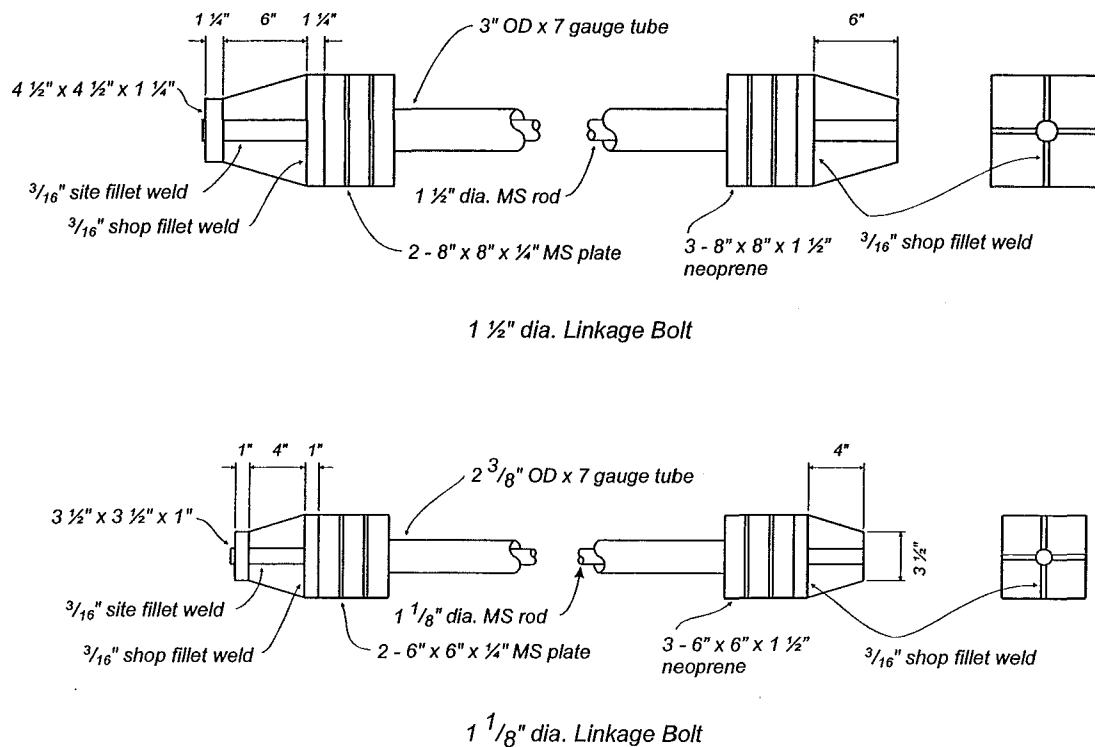 1 ¼" 6" 1 ¼" 3" OD x 7 gauge tube 6"
4 ½" x 4 ½" x 1 ¼"
3/16" site fillet weld
3/16" shop fillet weld
1 ½" dia. MS rod
2 - 8" x 8" x ¼" MS plate
3 - 8" x 8" x 1 ½"
neoprene
3/16" shop fillet weld
1 ½" dia. Linkage Bolt
1" 4" 1" 4"
2 3/8" OD x 7 gauge tube
3 ½" x 3 ½" x 1"
3 ½"
3/16" site fillet weld
3/16" shop fillet weld
1 1/8" dia. MS rod
2 - 6" x 6" x ¼" MS plate
3 - 6" x 6" x 1 ½"
neoprene
3/16" shop fillet weld
1 1/8" dia. Linkage Bolt